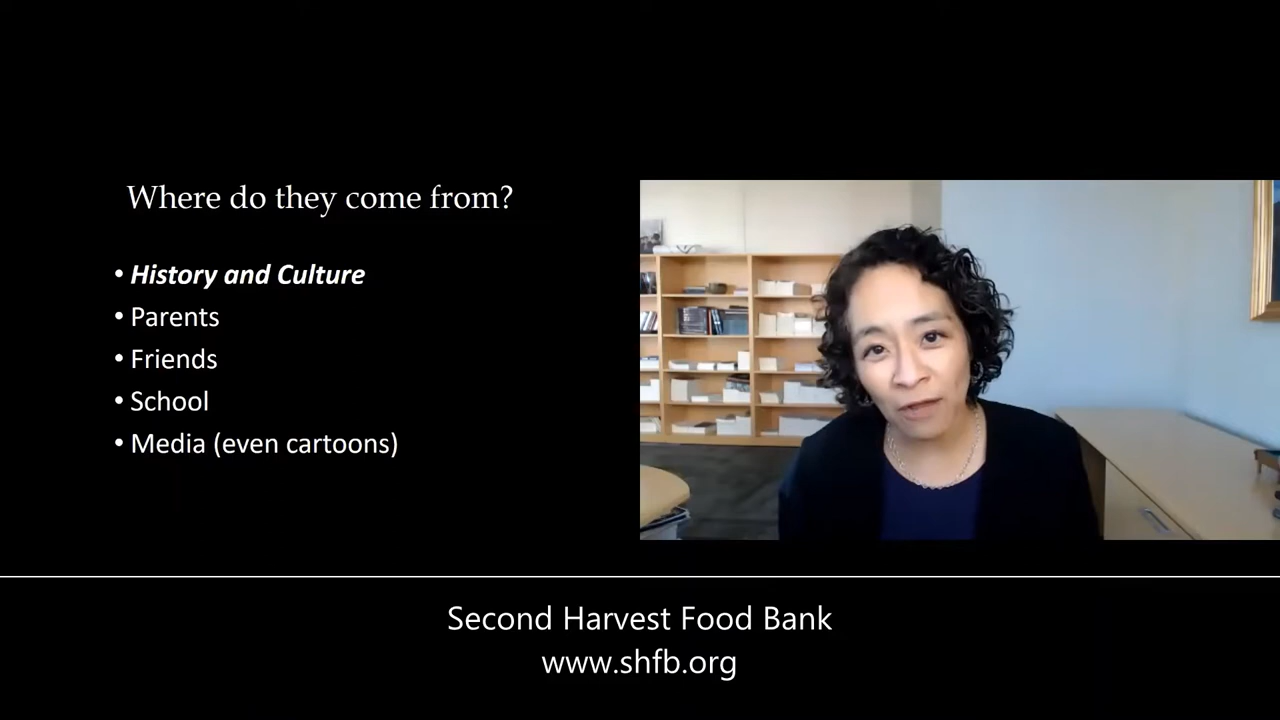 Where do they come from?
• History and Culture
• Parents
• Friends
• School
• Media (even cartoons)
Second Harvest Food Bank
www.shfb.org